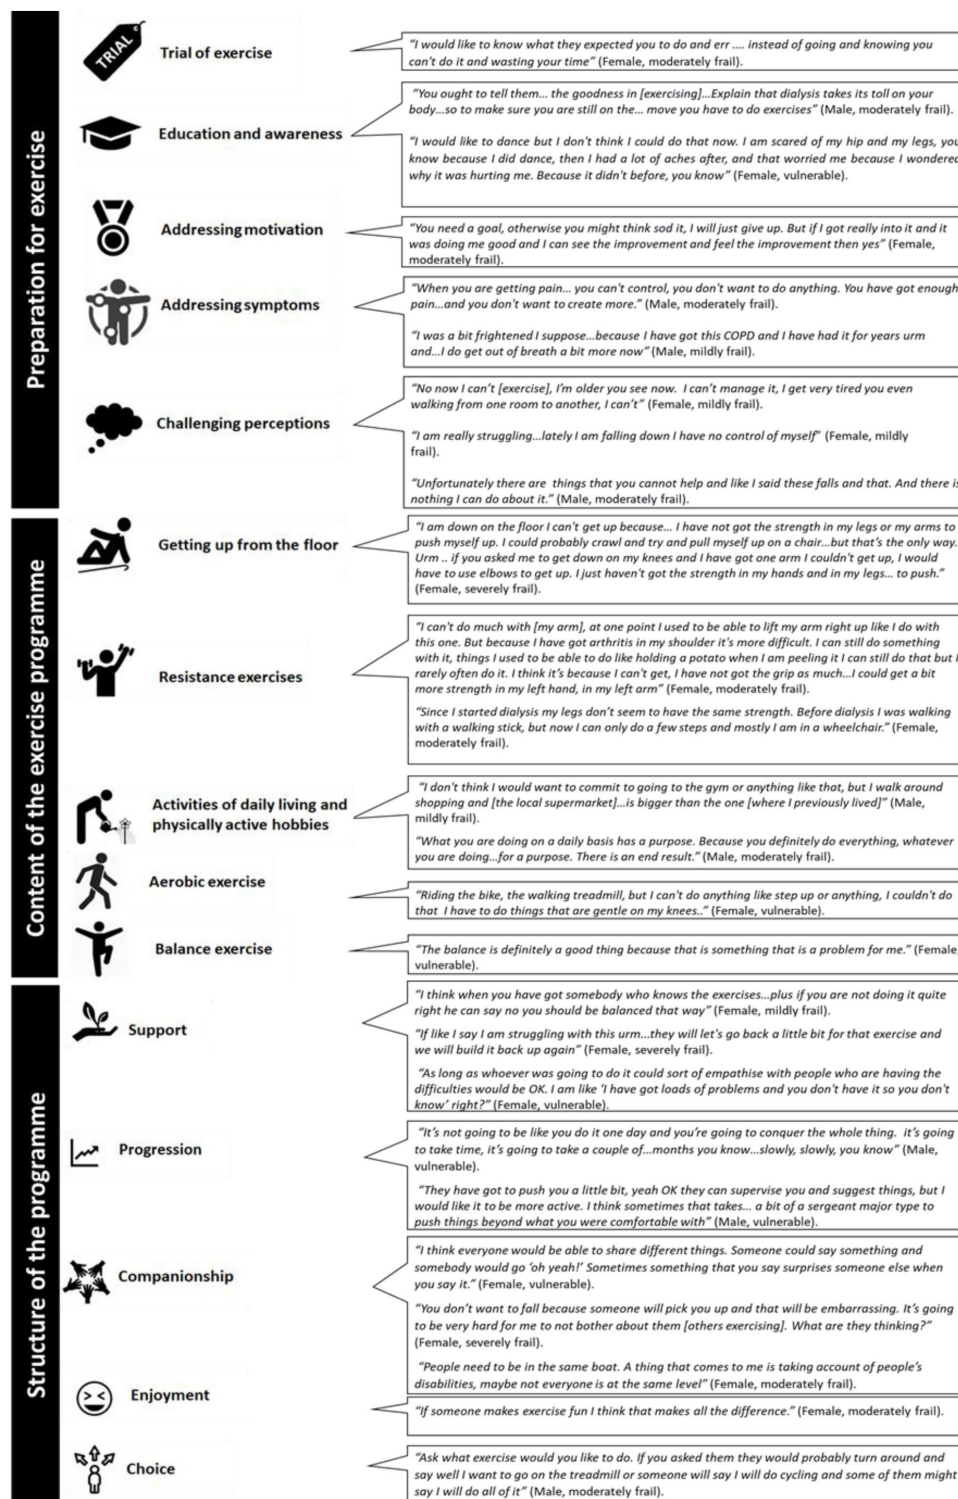 Preparation for exercise
TRIAL
Trial of exercise
“I would like to know what they expected you to do and err .... instead of going and knowing you
can't do it and wasting your time” (Female, moderately frail).
Education and awareness
“You ought to tell them... the goodness in [exercising]...Explain that dialysis takes its toll on your
body...so to make sure you are still on the... move you have to do exercises” (Male, moderately frail).
“I would like to dance but I don't think I could do that now. I am scared of my hip and my legs, you
know because I did dance, then I had a lot of aches after, and that worried me because I wondered
why it was hurting me. Because it didn't before, you know” (Female, vulnerable).
Addressing motivation
“You need a goal, otherwise you might think sod it, I will just give up. But if I got really into it and it
was doing me good and I can see the improvement and feel the improvement then yes” (Female,
moderately frail).
Addressing symptoms
“When you are getting pain... you can't control, you don't want to do anything. You have got enough
pain...and you don't want to create more.” (Male, moderately frail).
“I was a bit frightened I suppose...because I have got this COPD and I have had it for years urm
and...I do get out of breath a bit more now” (Male, mildly frail).
Challenging perceptions
“No now I can’t [exercise], I’m older you see now. I can’t manage it, I get very tired you even
walking from one room to another, I can’t” (Female, mildly frail).
“I am really struggling...lately I am falling down I have no control of myself” (Female, mildly
frail).
“Unfortunately there are things that you cannot help and like I said these falls and that. And there is
nothing I can do about it.” (Male, moderately frail).
Content of the exercise programme
Getting up from the floor
“I am down on the floor I can't get up because... I have not got the strength in my legs or my arms to
push myself up. I could probably crawl and try and pull myself up on a chair...but that’s the only way.
Urm .. if you asked me to get down on my knees and I have got one arm I couldn't get up, I would
have to use elbows to get up. I just haven't got the strength in my hands and in my legs... to push.”
(Female, severely frail).
Resistance exercises
“I can't do much with [my arm], at one point I used to be able to lift my arm right up like I do with
this one. But because I have got arthritis in my shoulder it's more difficult. I can still do something
with it, things I used to be able to do like holding a potato when I am peeling it I can still do that but I
rarely often do it. I think it’s because I can't get, I have not got the grip as much...I could get a bit
more strength in my left hand, in my left arm” (Female, moderately frail).
“Since I started dialysis my legs don’t seem to have the same strength. Before dialysis I was walking
with a walking stick, but now I can only do a few steps and mostly I am in a wheelchair.” (Female,
moderately frail).
Activities of daily living and
physically active hobbies
“I don't think I would want to commit to going to the gym or anything like that, but I walk around
shopping and [the local supermarket]...is bigger than the one [where I previously lived]” (Male,
mildly frail).
“What you are doing on a daily basis has a purpose. Because you definitely do everything, whatever
you are doing...for a purpose. There is an end result.” (Male, moderately frail).
Aerobic exercise
“Riding the bike, the walking treadmill, but I can't do anything like step up or anything, I couldn't do
that I have to do things that are gentle on my knees..” (Female, vulnerable).
Balance exercise
“The balance is definitely a good thing because that is something that is a problem for me.” (Female,
vulnerable).
Structure of the programme
Support
“I think when you have got somebody who knows the exercises...plus if you are not doing it quite
right he can say no you should be balanced that way” (Female, mildly frail).
“If like I say I am struggling with this urm...they will let's go back a little bit for that exercise and
we will build it back up again” (Female, severely frail).
“As long as whoever was going to do it could sort of empathise with people who are having the
difficulties would be OK. I am like ‘I have got loads of problems and you don't have it so you don't
know’ right?” (Female, vulnerable).
Progression
“It’s not going to be like you do it one day and you’re going to conquer the whole thing. it’s going
to take time, it’s going to take a couple of...months you know...slowly, slowly, you know” (Male,
vulnerable).
“They have got to push you a little bit, yeah OK they can supervise you and suggest things, but I
would like it to be more active. I think sometimes that takes... a bit of a sergeant major type to
push things beyond what you were comfortable with” (Male, vulnerable).
Companionship
“I think everyone would be able to share different things. Someone could say something and
somebody would go ‘oh yeah!’ Sometimes something that you say surprises someone else when
you say it.” (Female, vulnerable).
“You don’t want to fall because someone will pick you up and that will be embarrassing. It’s going
to be very hard for me to not bother about them [others exercising]. What are they thinking?”
(Female, severely frail).
“People need to be in the same boat. A thing that comes to me is taking account of people’s
disabilities, maybe not everyone is at the same level” (Female, moderately frail).
Enjoyment
“If someone makes exercise fun I think that makes all the difference.” (Female, moderately frail).
Choice
“Ask what exercise would you like to do. If you asked them they would probably turn around and
say well I want to go on the treadmill or someone will say I will do cycling and some of them might
say I will do all of it” (Male, moderately frail).